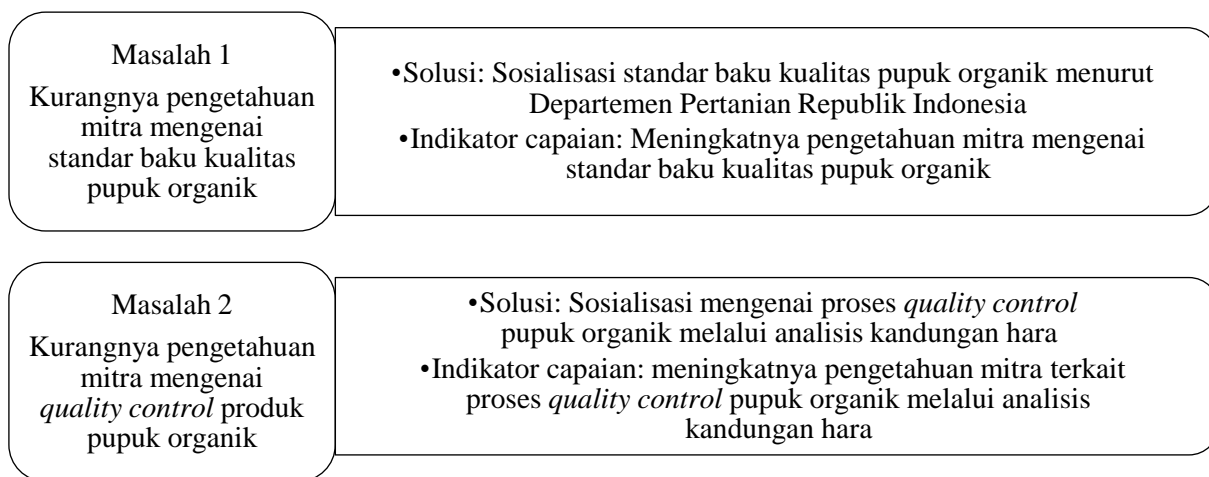 Masalah 1
Kurangnya pengetahuan
mitra mengenai
standar baku kualitas
pupuk organik
•Solusi: Sosialisasi standar baku kualitas pupuk organik menurut
Departemen Pertanian Republik Indonesia
•Indikator capaian: Meningkatnya pengetahuan mitra mengenai
standar baku kualitas pupuk organik
Masalah 2
Kurangnya pengetahuan
mitra mengenai
quality control produk
pupuk organik
•Solusi: Sosialisasi mengenai proses quality control
pupuk organik melalui analisis kandungan hara
•Indikator capaian: meningkatnya pengetahuan mitra terkait
proses quality control pupuk organik melalui analisis
kandungan hara